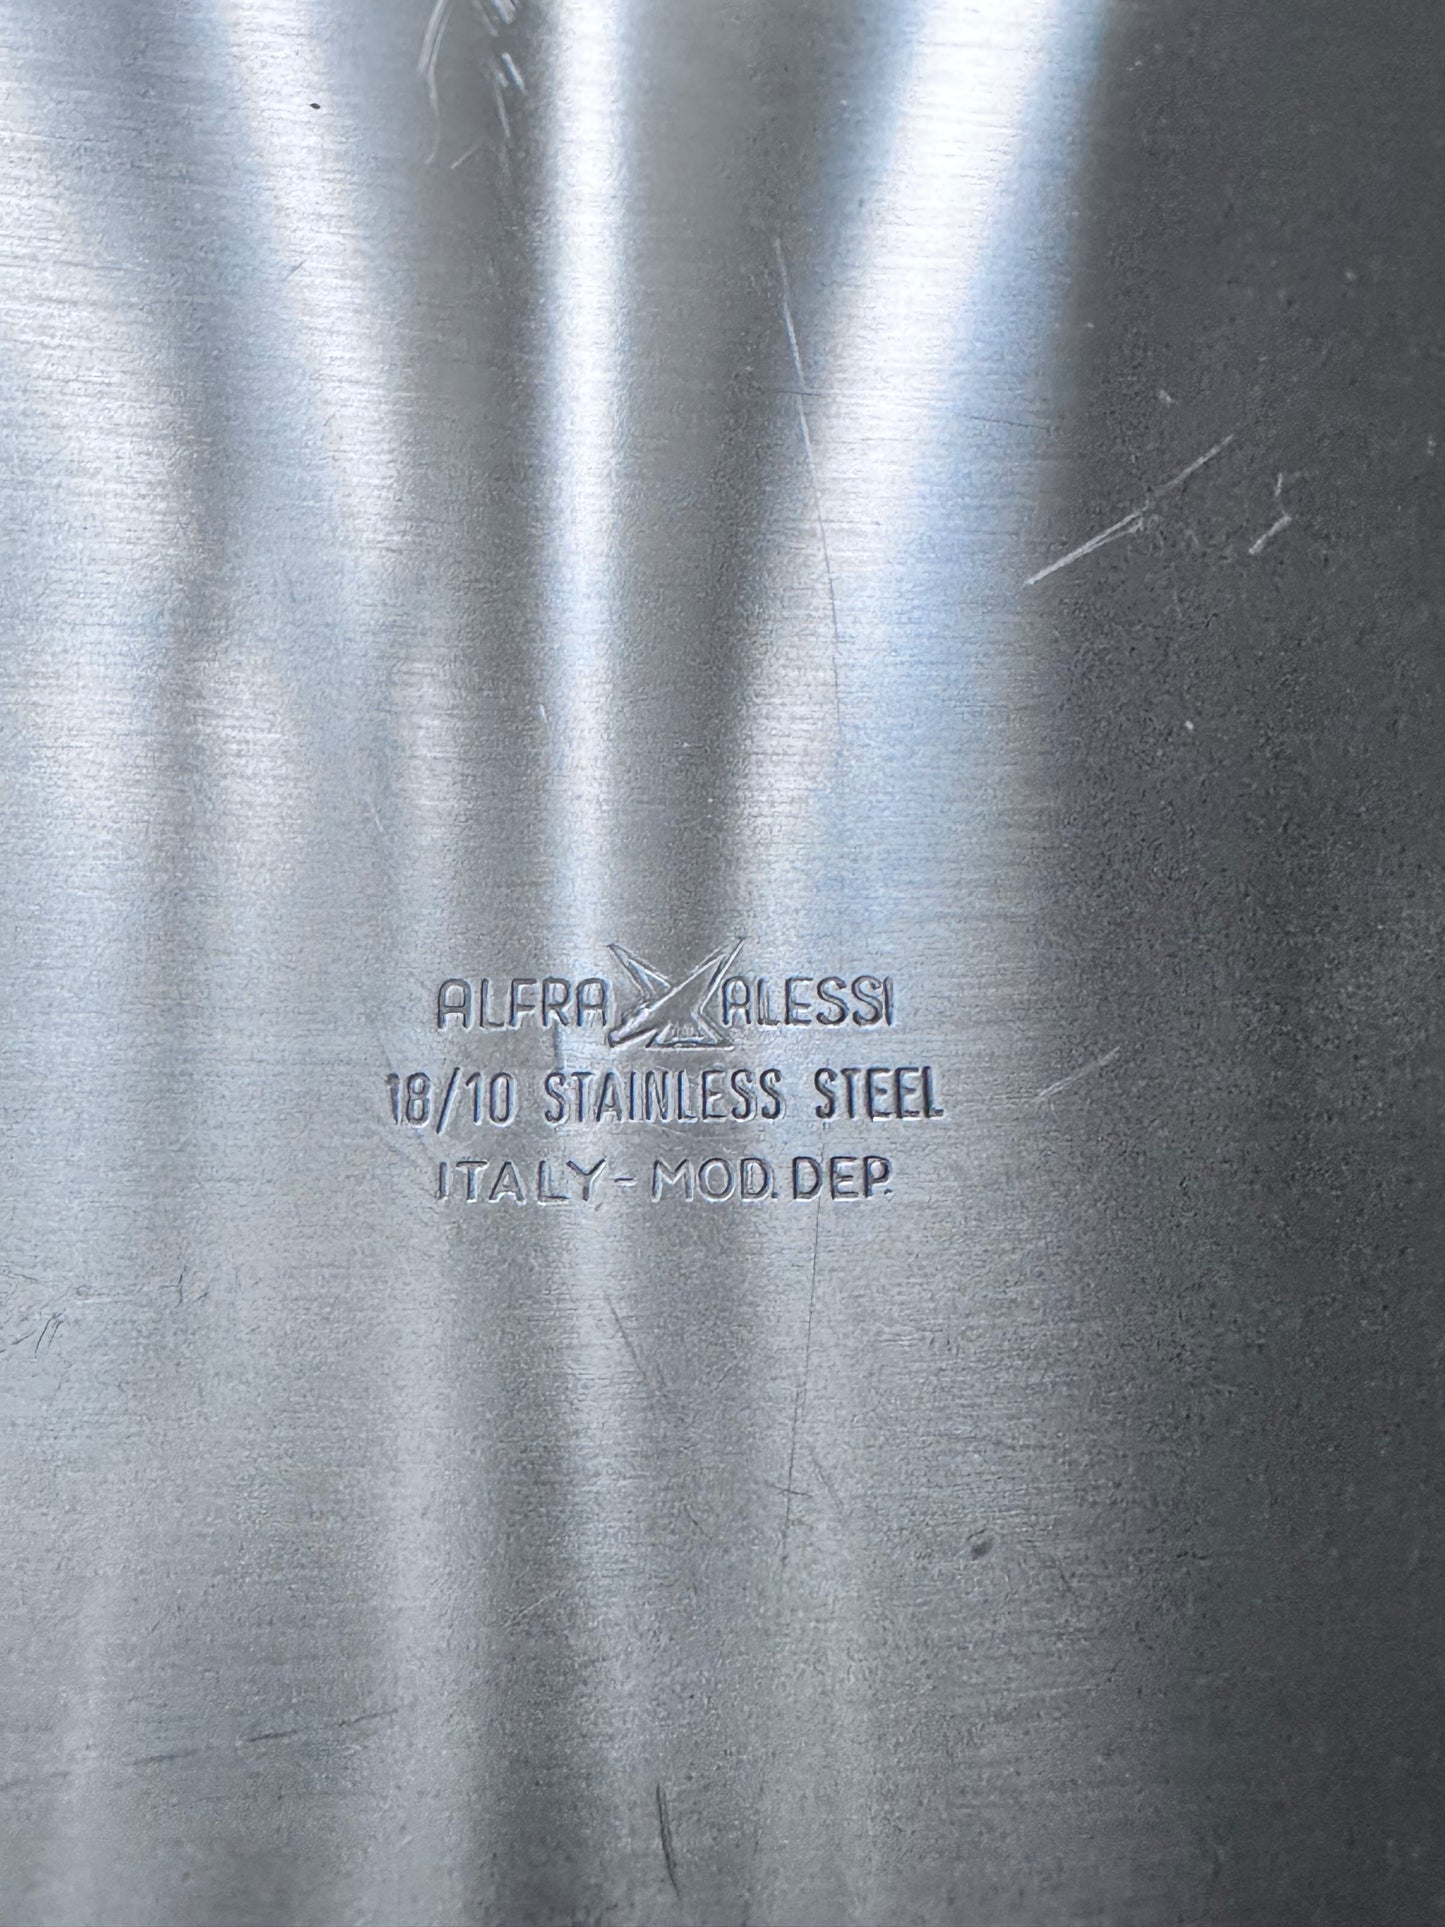 ALFRA ALESSI
18/10 STAINLESS STEEL
ITALY-MOD. DEP.